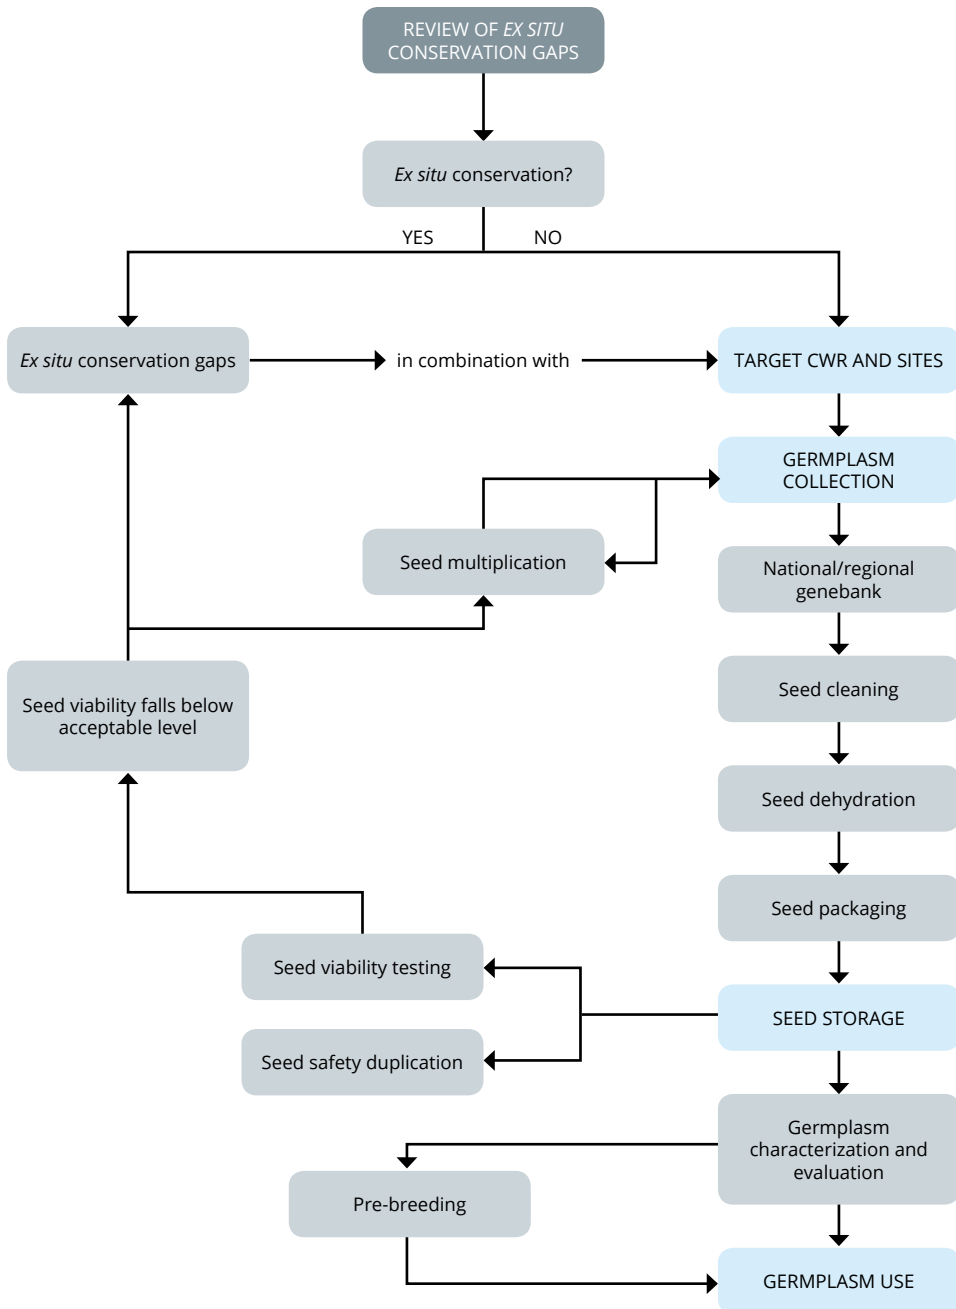 REVIEW OF EX SITU
CONSERVATION GAPS
Ex situ conservation?
YES
NO
Ex situ conservation gaps
in combination with
TARGET CWR AND SITES
GERMPLASM
COLLECTION
Seed multiplication
National/regional
genebank
Seed cleaning
Seed viability falls below
acceptable level
Seed dehydration
Seed packaging
Seed viability testing
SEED STORAGE
Seed safety duplication
Germplasm
characterization and
evaluation
Pre-breeding
GERMPLASM USE